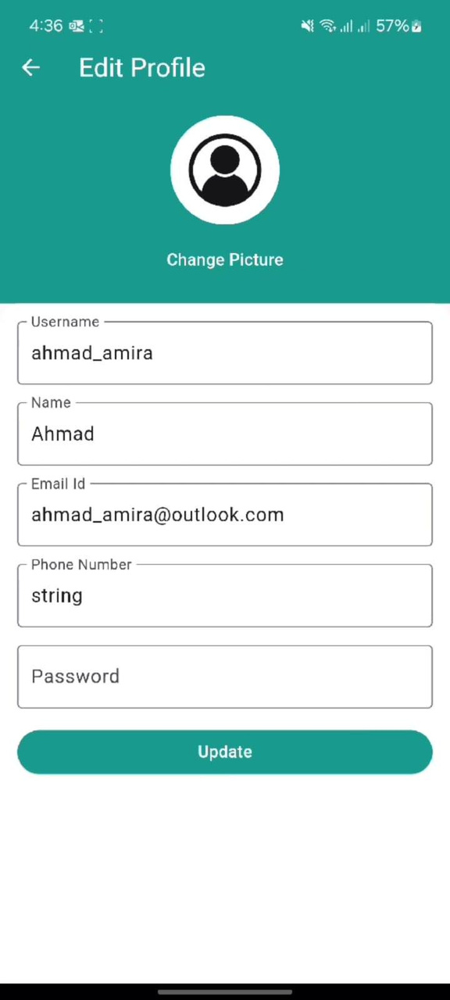 4:36
57%
Edit Profile
Change Picture
Username
ahmad_amira
Name
Ahmad
Email Id
ahmad_amira@outlook.com
Phone Number
string
Password
Update